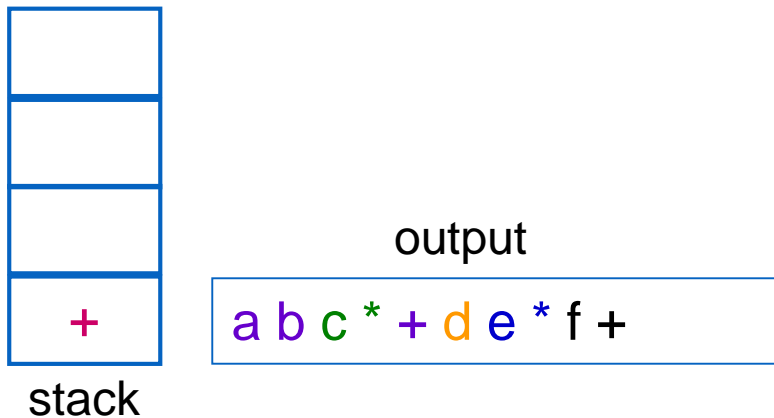 output
+
a b c * + d e * f +
stack